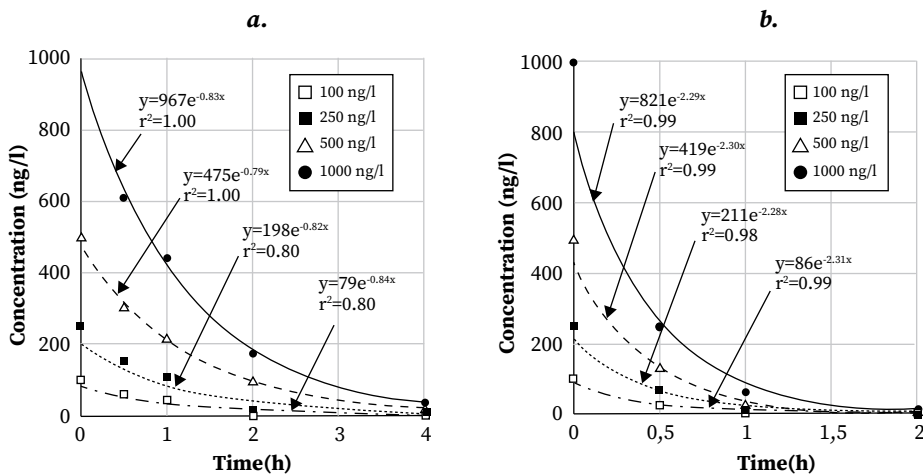 a.
1000
800
600
400
200
0
Concentration (ng/l)
0
1
2
3
4
Time(h)
100 ng/l
250 ng/l
500 ng/l
1000 ng/l
y=967e-0.83x
r2=1.00
y=475e-0.79x
r2=1.00
y=198e-0.82x
r2=0.80
y=79e-0.84x
r2=0.80
b.
1000
800
600
400
200
0
Concentration (ng/l)
0
0,5
1
1,5
2
Time(h)
100 ng/l
250 ng/l
500 ng/l
1000 ng/l
y=821e-2.29x
r2=0.99
y=419e-2.30x
r2=0.99
y=211e-2.28x
r2=0.98
y=86e-2.31x
r2=0.99